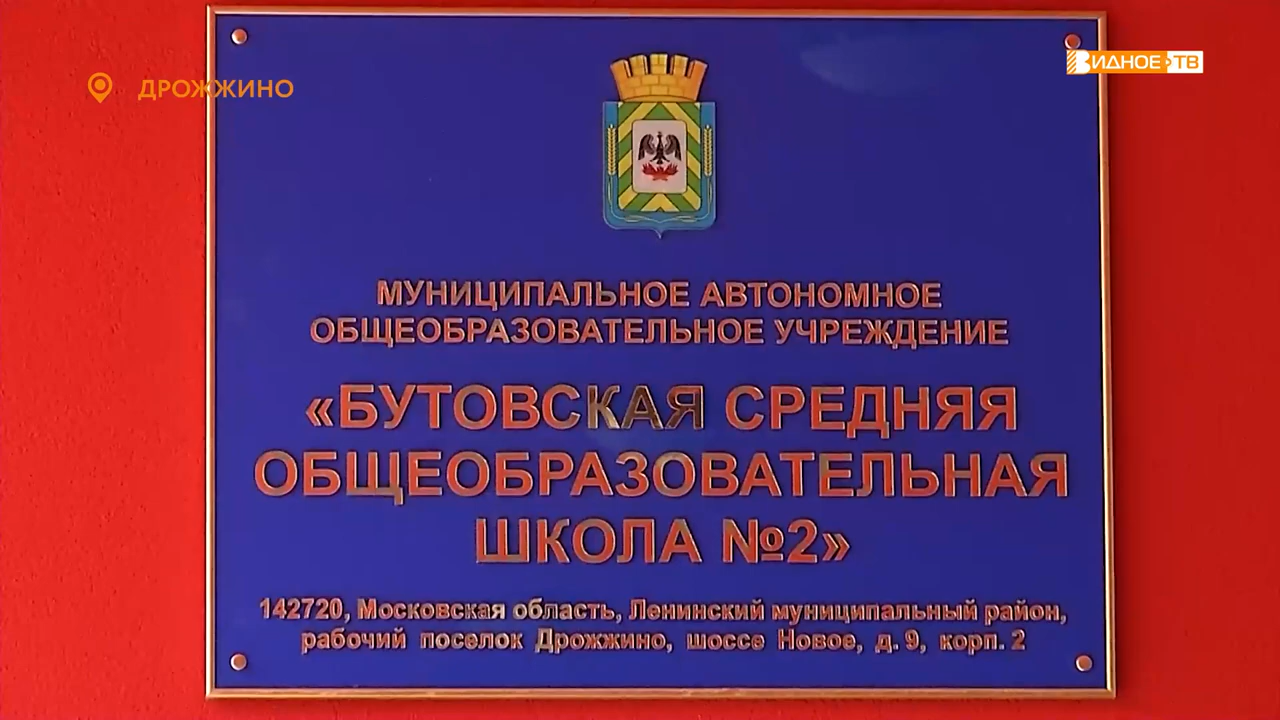 ДРОЖЖИНО
ВИДНОЕ ТВ
МУНИЦИПАЛЬНОЕ АВТОНОМНОЕ
ОБЩЕОБРАЗОВАТЕЛЬНОЕ УЧРЕЖДЕНИЕ
«БУТОВСКАЯ СРЕДНЯЯ
ОБЩЕОБРАЗОВАТЕЛЬНАЯ
ШКОЛА №2»
142720, Московская область, Ленинский муниципальный район,
рабочий поселок Дрожжино, шоссе Новое, д. 9, корп. 2